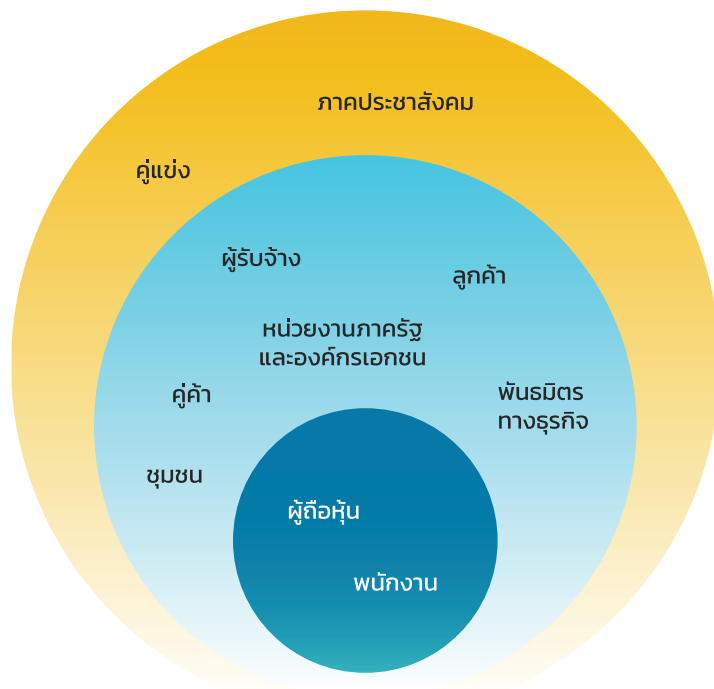 ภาคประชาสังคม
คู่แข่ง
ผู้รับจ้าง
ลูกค้า
หน่วยงานภาครัฐ
และองค์กรเอกชน
คู่ค้า
พันธมิตร
ทางธุรกิจ
ชุมชน
ผู้ถือหุ้น
พนักงาน